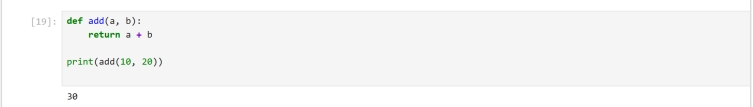 [19]: def add(a, b):
    return a + b

print(add(10, 20))

30